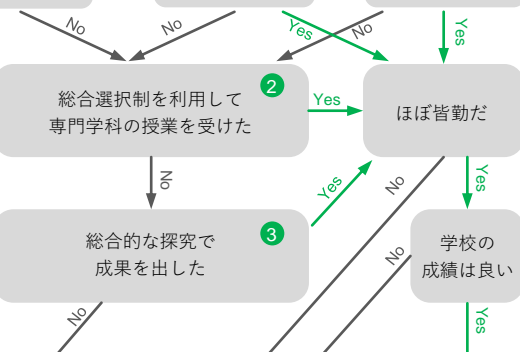 No
No
Yes
No
Yes
総合選択制を利用して
専門学科の授業を受けた
2
Yes
ほぼ皆勤だ
No
Yes
No
Yes
総合的な探究で
成果を出した
3
学校の
成績は良い
No
No
Yes